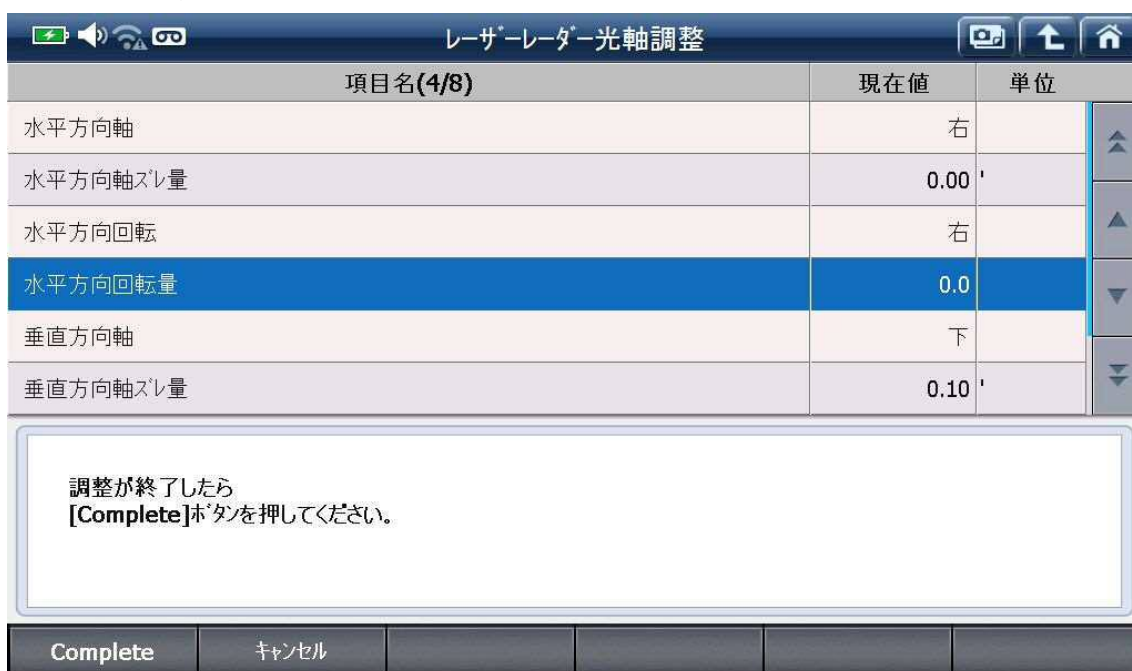 レーザーレーダー光軸調整
項目名(4/8) 現在値 単位
水平方向軸 右
水平方向軸ズレ量 0.00 '
水平方向回転 右
水平方向回転量 0.0
垂直方向軸 下
垂直方向軸ズレ量 0.10 '
調整が終了したら
[Complete]ボタンを押してください。
Complete キャンセル